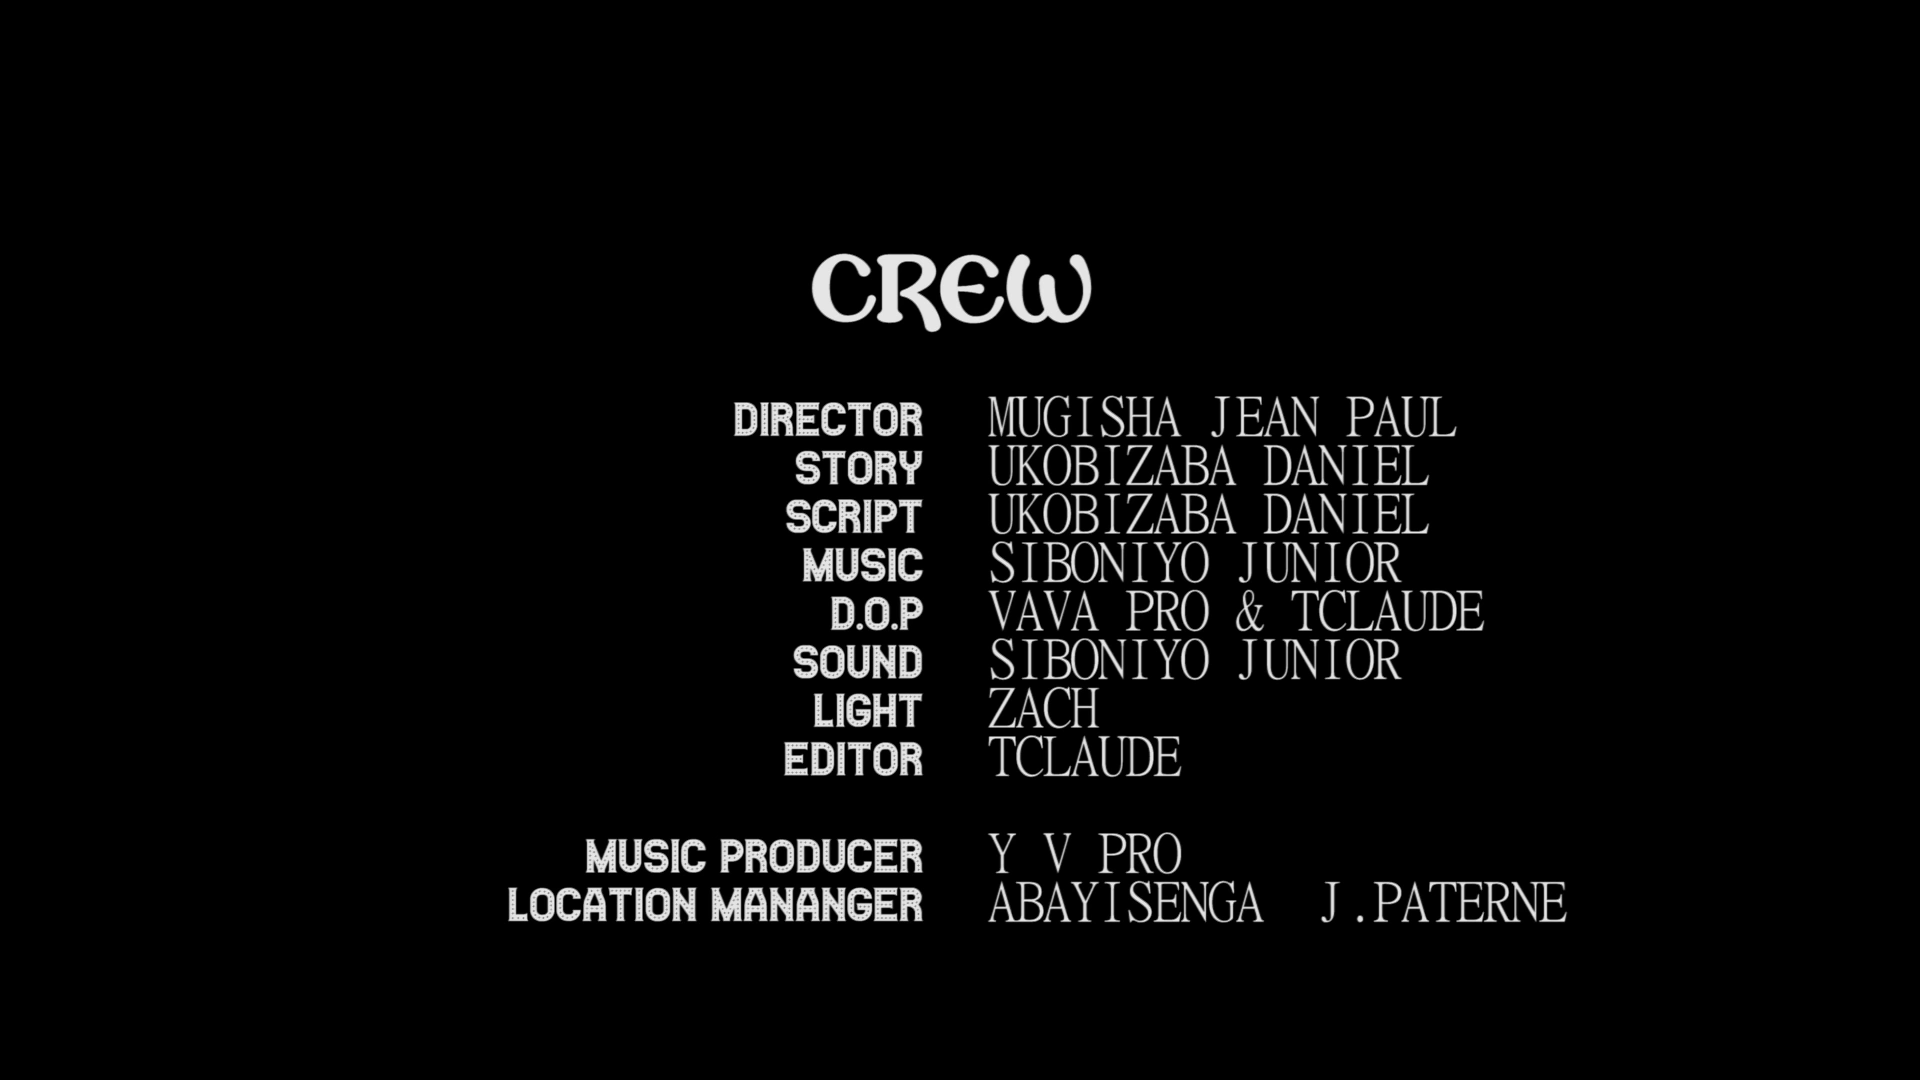 CREW
DIRECTOR MUGISHA JEAN PAUL
STORY UKOBIZABA DANIEL
SCRIPT UKOBIZABA DANIEL
MUSIC SIBONIYO JUNIOR
D.O.P VAVA PRO & TCLAUDE
SOUND SIBONIYO JUNIOR
LIGHT ZACH
EDITOR TCLAUDE
MUSIC PRODUCER Y V PRO
LOCATION MANANGER ABAYISENGA J.PATERNE